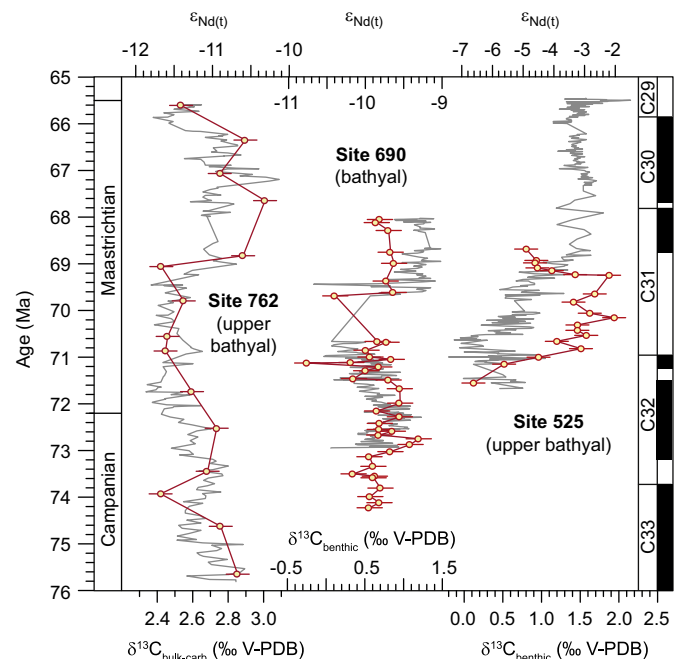 εNd(t) εNd(t) εNd(t)
-12 -11 -10
-11 -10 -9
-7 -6 -5 -4 -3 -2
Age (Ma)
65
66
67
68
69
70
71
72
73
74
75
76
Maastrichtian
Campanian
Site 690
(bathyal)
Site 762
(upper
bathyal)
Site 525
(upper bathyal)
C29
C30
C31
C32
C33
δ13Cbenthic (‰ V-PDB)
-0.5 0.5 1.5
2.4 2.6 2.8 3.0
0.0 0.5 1.0 1.5 2.0 2.5
δ13Cbulk-carb (‰ V-PDB)
δ13Cbenthic (‰ V-PDB)